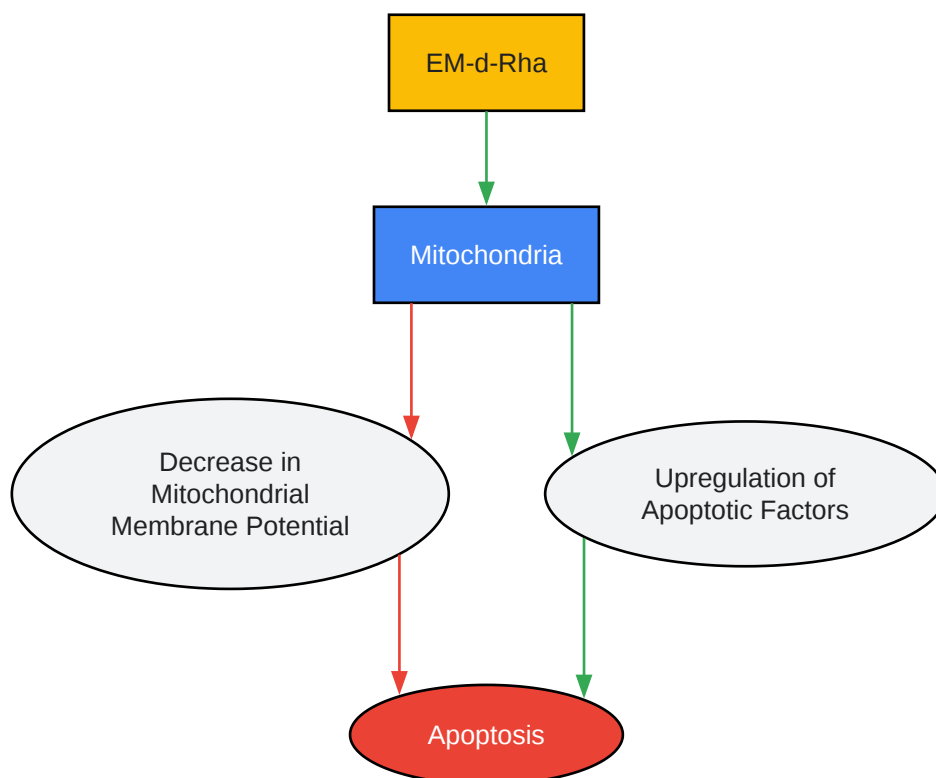 EM-d-Rha
Mitochondria
Decrease in
Mitochondrial
Membrane Potential
Upregulation of
Apoptotic Factors
Apoptosis